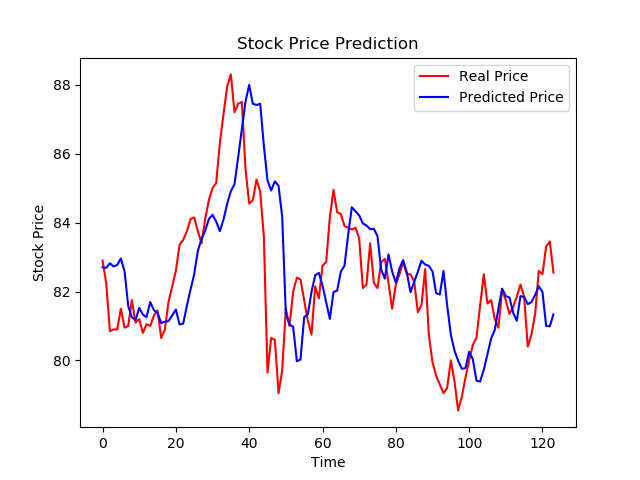 Stock Price Prediction
Real Price
Predicted Price
Stock Price
88
86
84
82
80
0 20 40 60 80 100 120
Time